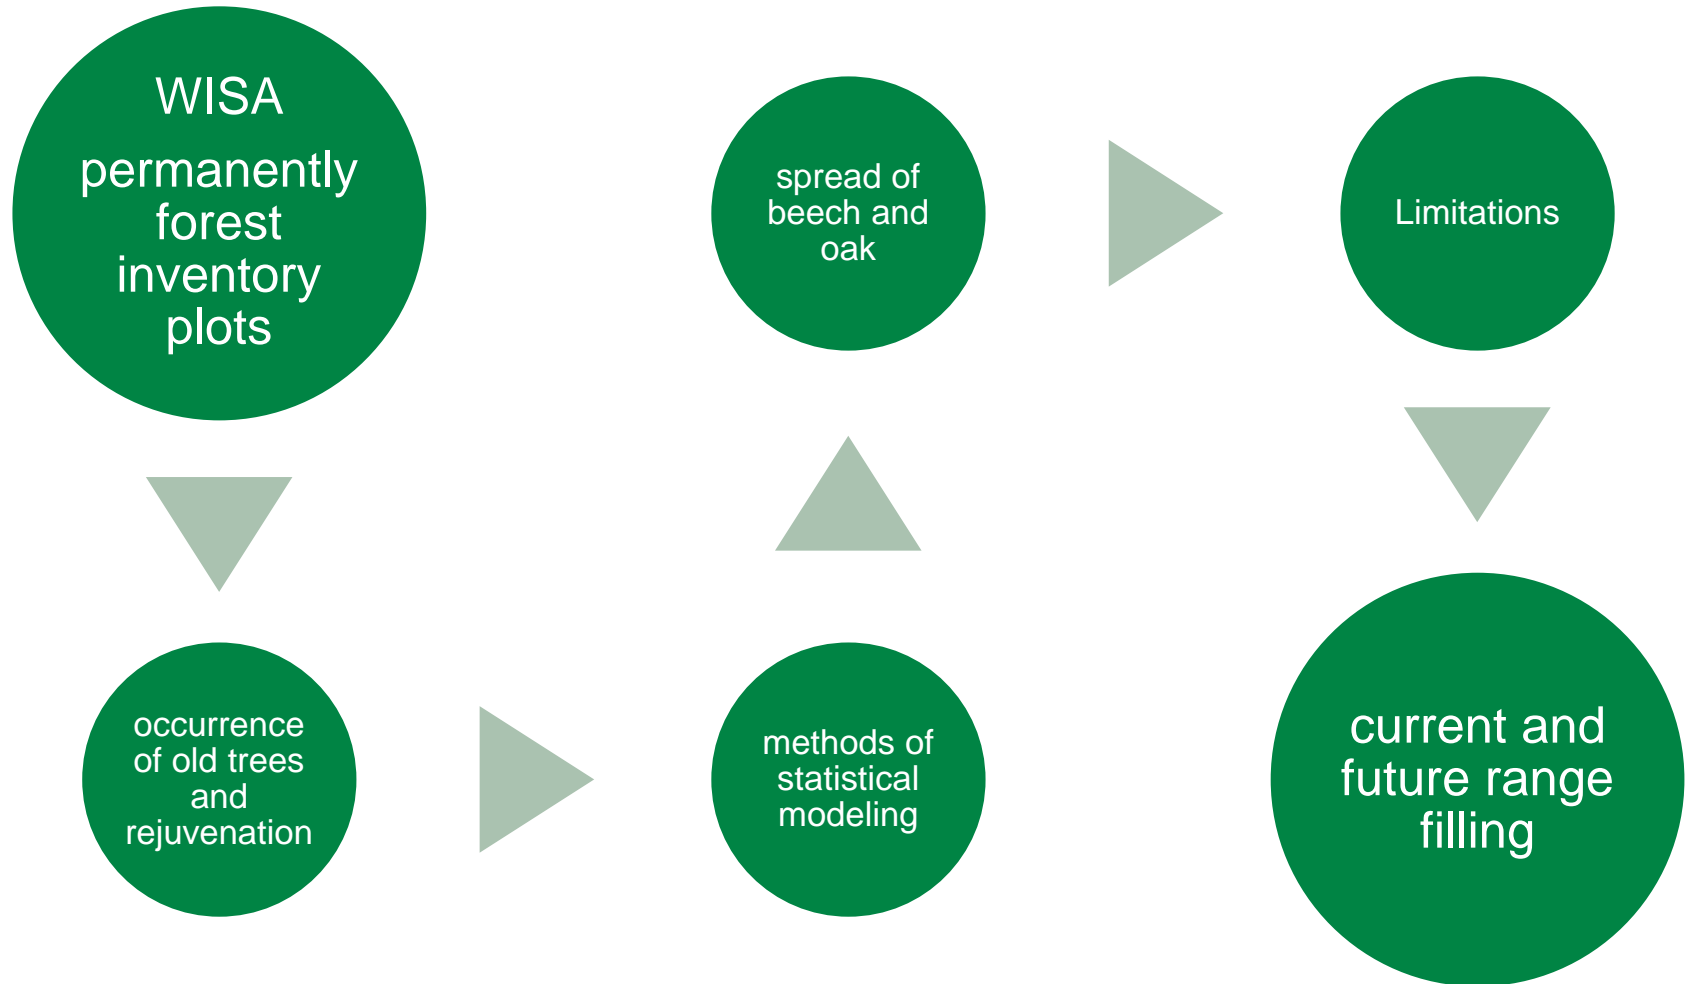 WISA
permanently
forest
inventory
plots
occurrence
of old trees
and
rejuvenation
methods of
statistical
modeling
spread of
beech and
oak
Limitations
current and
future range
filling